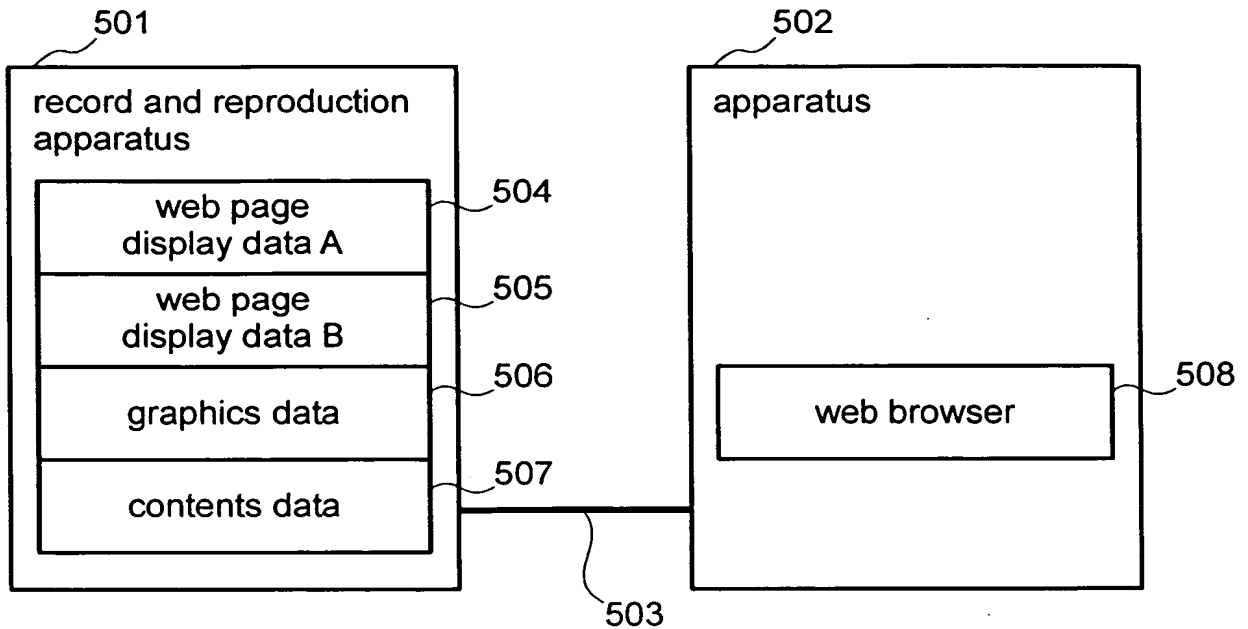 501
502
record and reproduction
apparatus
apparatus
web page
display data A
504
web page
display data B
505
graphics data
506
contents data
507
web browser
508
503